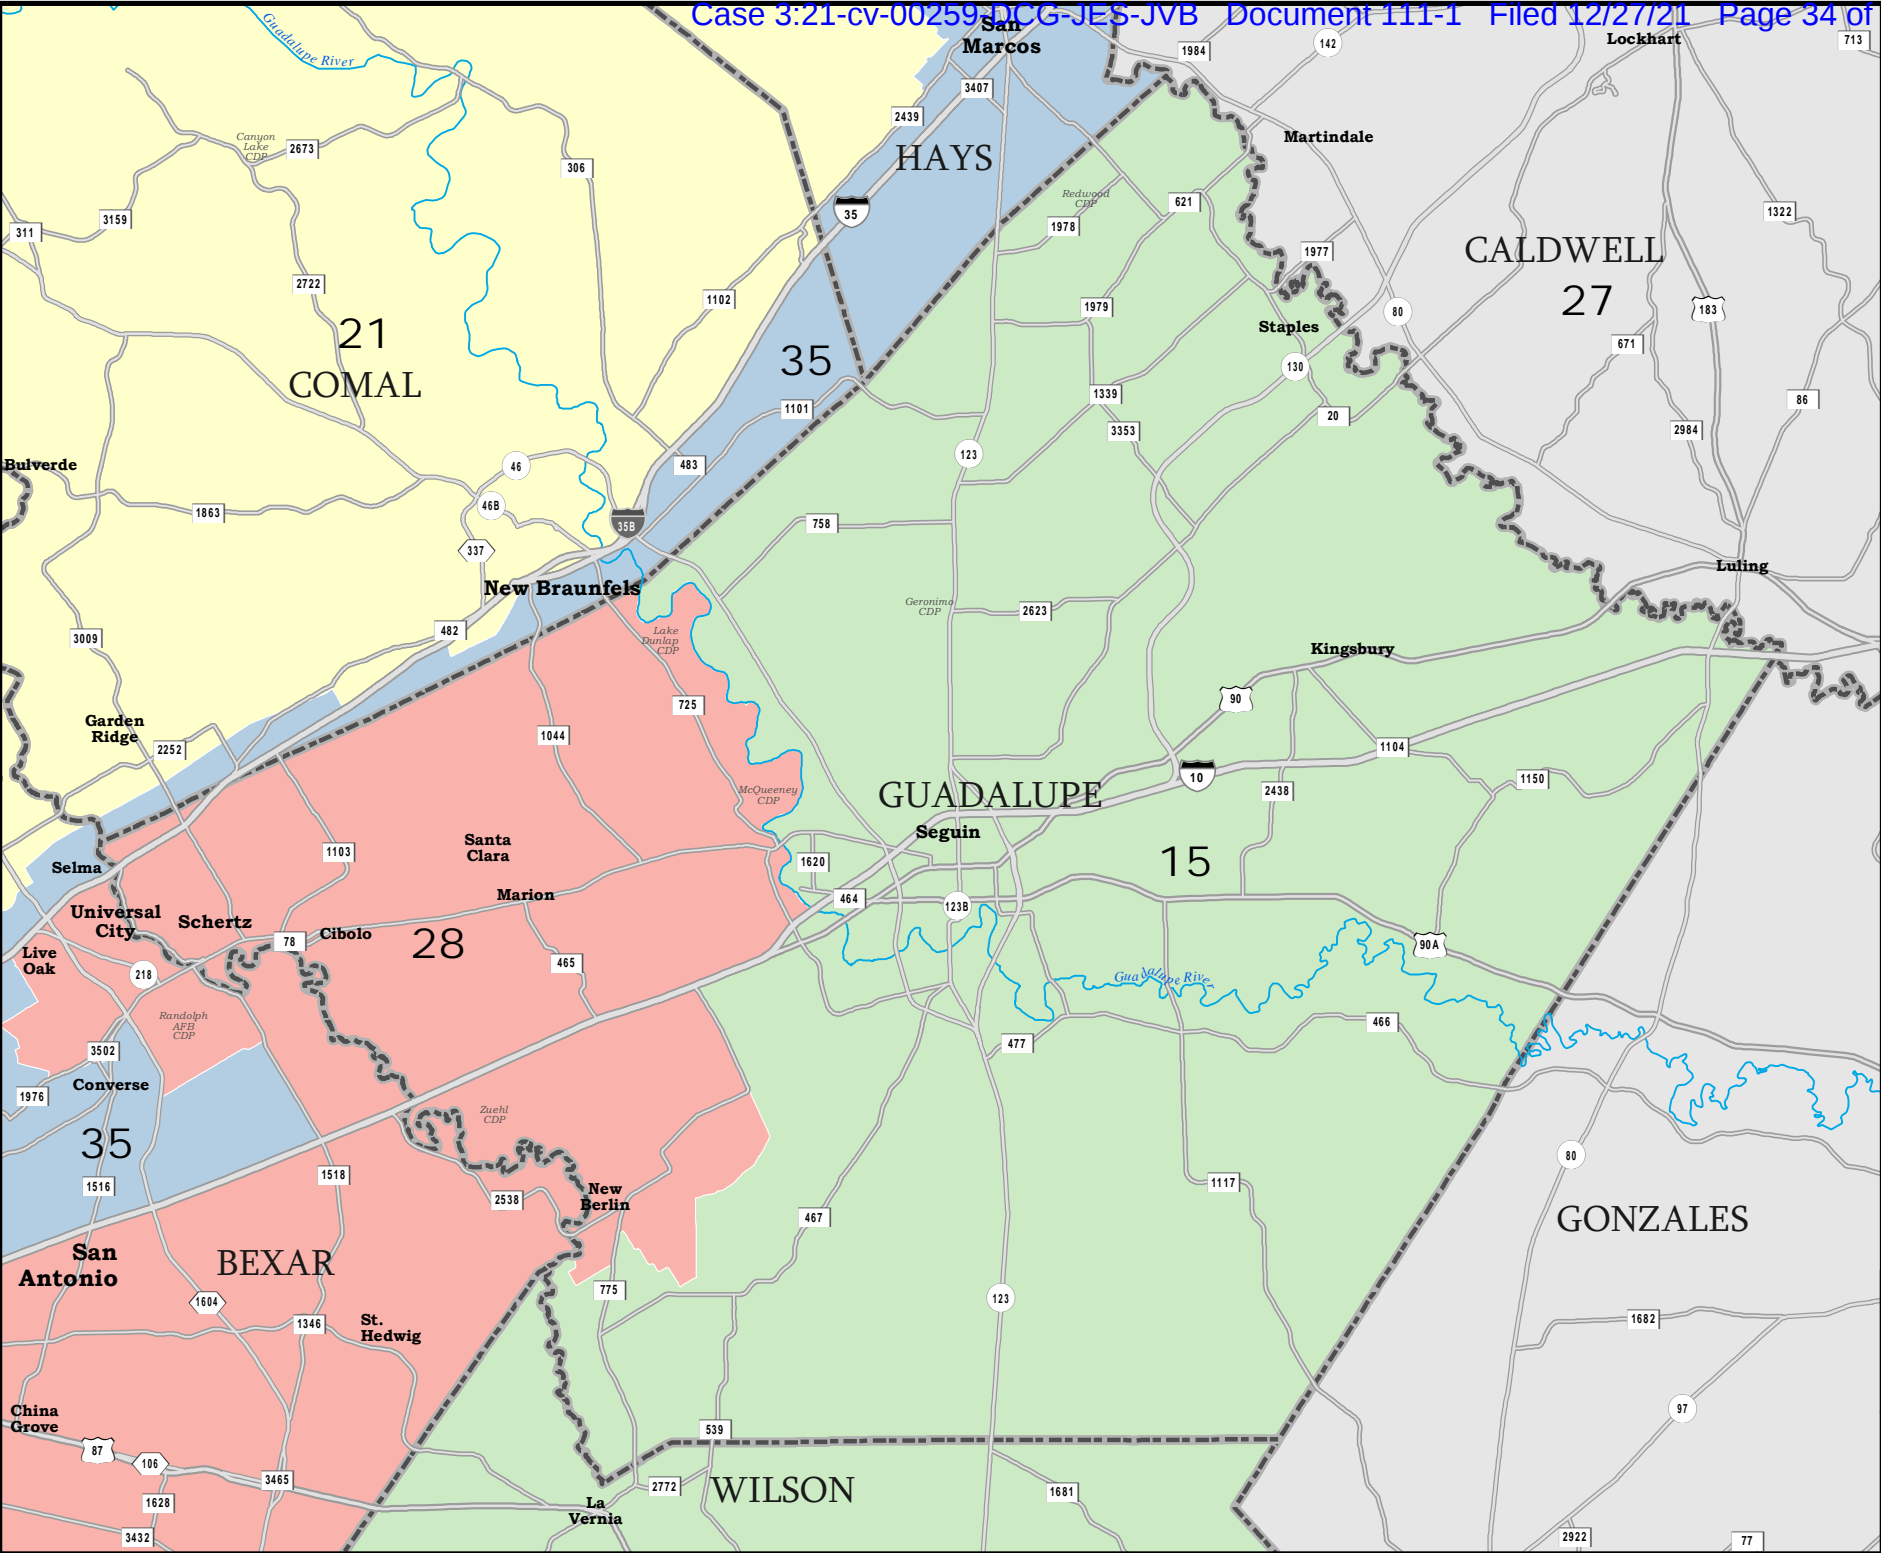 Case 3:21-cv-00259-DCG-JES-JVB Document 111-1 Filed 12/27/21 Page 34 of
San
Marcos
Lockhart
Guadalupe River
1984
142
713
3407
2439
Martindale
Canyon
Lake
CDP
2673
HAYS
306
Redwood
CDP
621
1978
35
3159
311
1322
1977
CALDWELL
27
2722
1102
1979
80
183
Staples
21
COMAL
35
671
130
1339
1101
20
86
3353
2984
123
Bulverde
46
483
46B
1863
35B
758
337
Luling
New Braunfels
Geronimo
CDP
2623
482
3009
Lake
Dunlap
CDP
Kingsbury
90
725
Garden
Ridge
2252
1044
1104
10
1150
2438
McQueeney
CDP
GUADALUPE
Seguin
Santa
Clara
1103
1620
15
Selma
Marion
464
123B
Universal
City
Schertz
Cibolo
78
28
90A
Live
Oak
218
465
Guadalupe River
Randolph
AFB
CDP
466
477
3502
Converse
1976
Zuehl
CDP
35
80
1518
1516
2538
New
Berlin
1117
467
GONZALES
San
Antonio
BEXAR
775
1604
123
1346
St.
Hedwig
1682
China
Grove
97
539
87
106
3465
2772
WILSON
1681
1628
La
Vernia
3432
2922
77